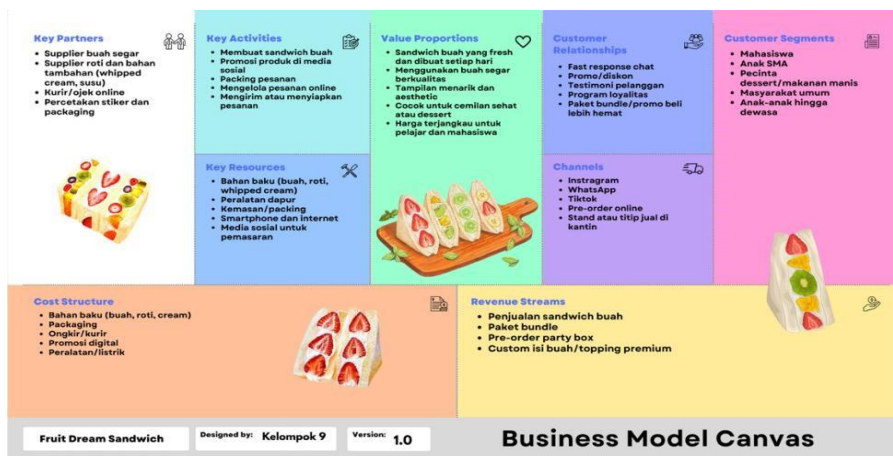 Key Partners
Supplier buah segar
Supplier roti dan bahan
tambahan (whipped
cream, susu)
Kurir/ojek online
Percetakan stiker dan
packaging
Key Activities
Membuat sandwich buah
Promosi produk di media
sosial
Packing pesanan
Mengelola pesanan online
Mengirim atau menyiapkan
pesanan
Key Resources
Bahan baku (buah, roti,
whipped cream)
Peralatan dapur
Kemasan/packing
Smartphone dan internet
Media sosial untuk
pemasaran
Value Proportions
Sandwich buah yang fresh
dan dibuat setiap hari
Menggunakan buah segar
berkualitas
Tampilan menarik dan
aesthetic
Cocok untuk cemilan sehat
atau dessert
Harga terjangkau untuk
pelajar dan mahasiswa
Customer
Relationships
Fast response chat
Promo/diskon
Testimoni pelanggan
Program loyalitas
Paket bundle/promo beli
lebih hemat
Channels
Instragram
WhatsApp
Tiktok
Pre-order online
Stand atau titip jual di
kantin
Customer Segments
Mahasiswa
Anak SMA
Pecinta
dessert/makanan manis
Masyarakat umum
Anak-anak hingga
dewasa
Cost Structure
Bahan baku (buah, roti, cream)
Packaging
Ongkir/kurir
Promosi digital
Peralatan/listrik
Revenue Streams
Penjualan sandwich buah
Paket bundle
Pre-order party box
Custom isi buah/topping premium
Fruit Dream Sandwich
Designed by: Kelompok 9
Version: 1.0
Business Model Canvas